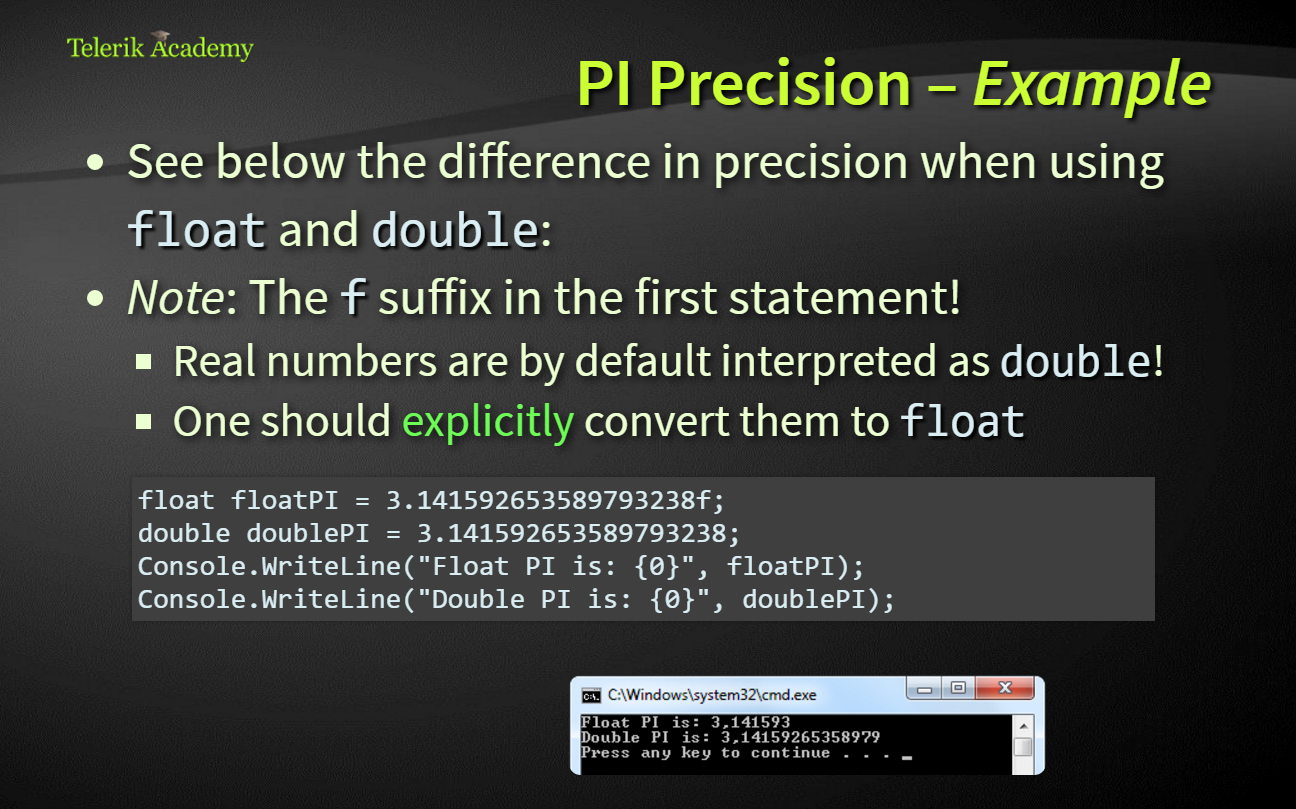 Telerik Academy
PI Precision – Example
• See below the difference in precision when using
float and double:
• Note: The f suffix in the first statement!
▪ Real numbers are by default interpreted as double!
▪ One should explicitly convert them to float
float floatPI = 3.141592653589793238f;
double doublePI = 3.141592653589793238;
Console.WriteLine("Float PI is: {0}", floatPI);
Console.WriteLine("Double PI is: {0}", doublePI);
C:\Windows\system32\cmd.exe
Float PI is: 3,141593
Double PI is: 3,14159265358979
Press any key to continue . . . _